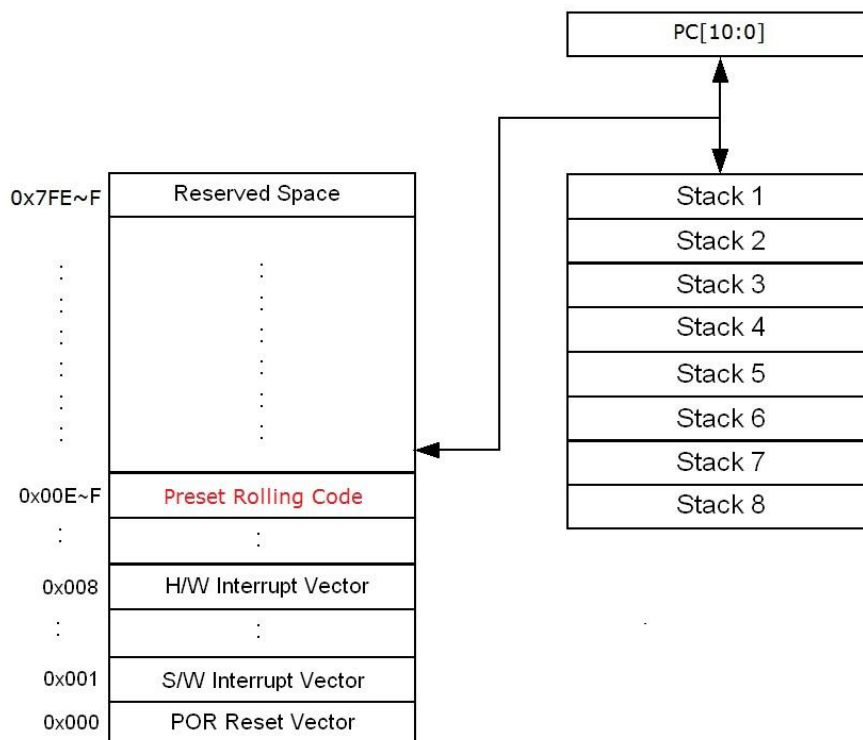 PC[10:0]
0x7FE~F
Reserved Space
Stack 1
Stack 2
Stack 3
Stack 4
Stack 5
Stack 6
Stack 7
Stack 8
0x00E~F
Preset Rolling Code
0x008
H/W Interrupt Vector
0x001
S/W Interrupt Vector
0x000
POR Reset Vector